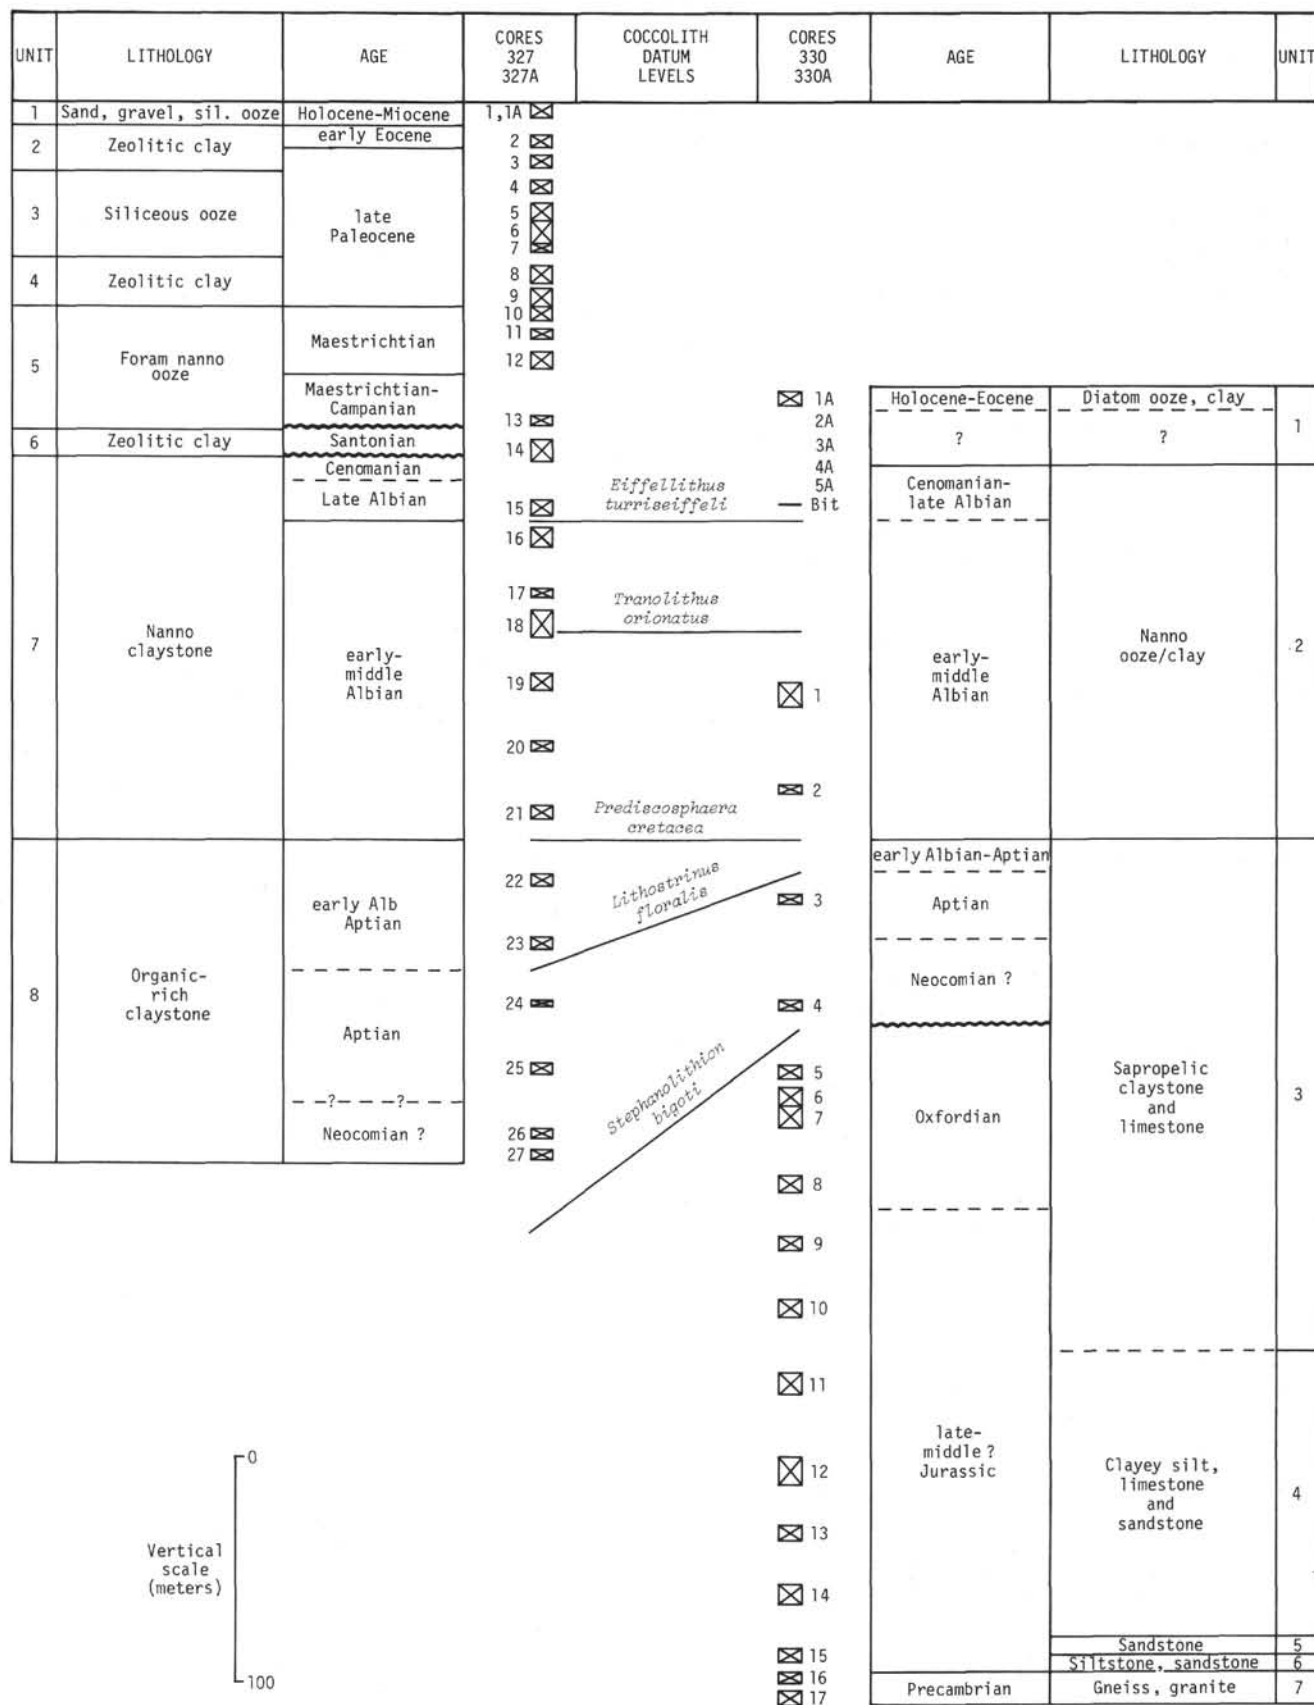 UNIT
LITHOLOGY
AGE
CORES
327
327A
COCCOLITH
DATUM
LEVELS
CORES
330
330A
AGE
LITHOLOGY
UNIT
1
Sand, gravel, sil. ooze
Holocene-Miocene
2
Zeolitic clay
early Eocene
3
Siliceous ooze
late
Paleocene
4
Zeolitic clay
5
Foram nanno
ooze
Maestrichtian
Maestrichtian-
Campanian
6
Zeolitic clay
Santonian
7
Nanno
claystone
Cenomanian
Late Albian
early-
middle
Albian
8
Organic-
rich
claystone
early Alb
Aptian
Aptian
—?— — —?—
Neocomian ?
1,1A
2
3
4
5
6
7
8
9
10
11
12
13
14
15
16
17
18
19
20
21
22
23
24
25
26
27
Eiffellithus
turriseiffeli
Tranolithus
orionatus
Prediscosphaera
cretacea
Lithostrinus
floralis
Stephanolithion
bigoti
1A
2A
3A
4A
5A
Bit
1
2
3
4
5
6
7
8
9
10
11
12
13
14
15
16
17
Holocene-Eocene
Diatom ooze, clay
1
?
?
Cenomanian-
late Albian
early-
middle
Albian
Nanno
ooze/clay
2
early Albian-Aptian
Aptian
Neocomian ?
Oxfordian
Sapropelic
claystone
and
limestone
3
late-
middle ?
Jurassic
Clayey silt,
limestone
and
sandstone
4
Sandstone
5
Siltstone, sandstone
6
Precambrian
Gneiss, granite
7
0
Vertical
scale
(meters)
100